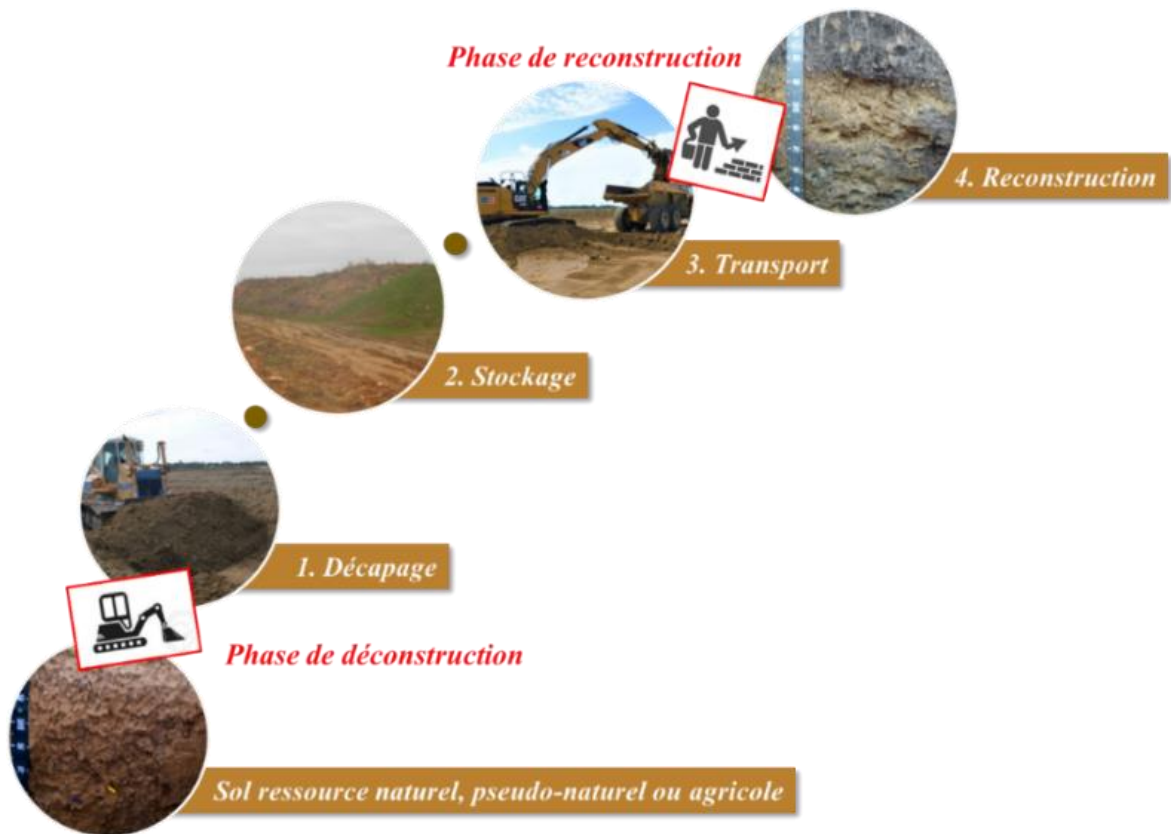 Phase de reconstruction
4. Reconstruction
3. Transport
2. Stockage
1. Décapage
Phase de déconstruction
Sol ressource naturel, pseudo-naturel ou agricole